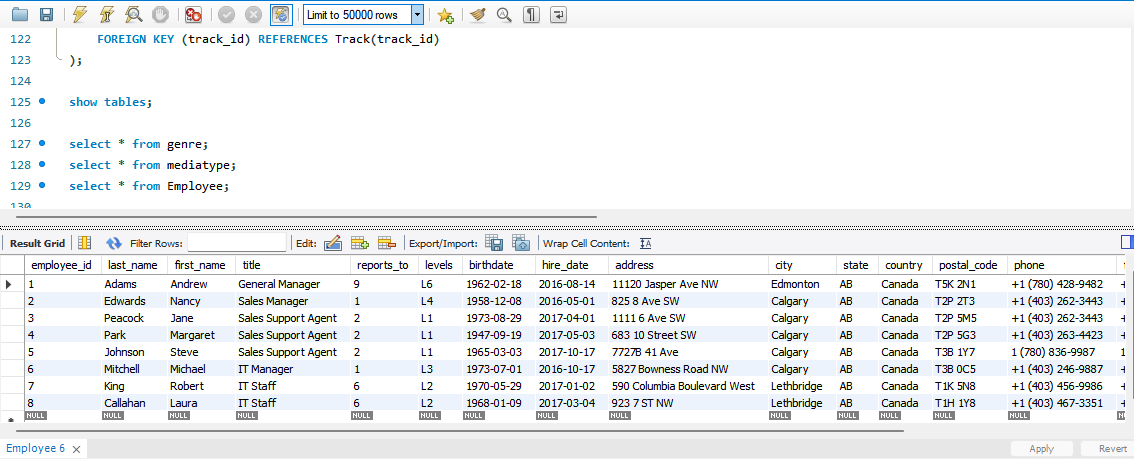 Limit to 50000 rows
122 FOREIGN KEY (track_id) REFERENCES Track(track_id)
123 );
124
125 show tables;
126
127 select * from genre;
128 select * from mediatype;
129 select * from Employee;
130
Result Grid Filter Rows: Edit: Export/Import: Wrap Cell Content:
employee_id last_name first_name title reports_to levels birthdate hire_date address city state country postal_code phone
1 Adams Andrew General Manager 9 L6 1962-02-18 2016-08-14 11120 Jasper Ave NW Edmonton AB Canada T5K 2N1 +1 (780) 428-9482 +
2 Edwards Nancy Sales Manager 1 L4 1958-12-08 2016-05-01 825 8 Ave SW Calgary AB Canada T2P 2T3 +1 (403) 262-3443 +
3 Peacock Jane Sales Support Agent 2 L1 1973-08-29 2017-04-01 1111 6 Ave SW Calgary AB Canada T2P 5M5 +1 (403) 262-3443 +
4 Park Margaret Sales Support Agent 2 L1 1947-09-19 2017-05-03 683 10 Street SW Calgary AB Canada T2P 5G3 +1 (403) 263-4423 +
5 Johnson Steve Sales Support Agent 2 L1 1965-03-03 2017-10-17 7727B 41 Ave Calgary AB Canada T3B 1Y7 1 (780) 836-9987 1
6 Mitchell Michael IT Manager 1 L3 1973-07-01 2016-10-17 5827 Bowness Road NW Calgary AB Canada T3B 0C5 +1 (403) 246-9887 +
7 King Robert IT Staff 6 L2 1970-05-29 2017-01-02 590 Columbia Boulevard West Lethbridge AB Canada T1K 5N8 +1 (403) 456-9986 +
8 Callahan Laura IT Staff 6 L2 1968-01-09 2017-03-04 923 7 ST NW Lethbridge AB Canada T1H 1Y8 +1 (403) 467-3351 +
NULL NULL NULL NULL NULL NULL NULL NULL NULL NULL NULL NULL NULL NULL
Employee 6 Apply Revert